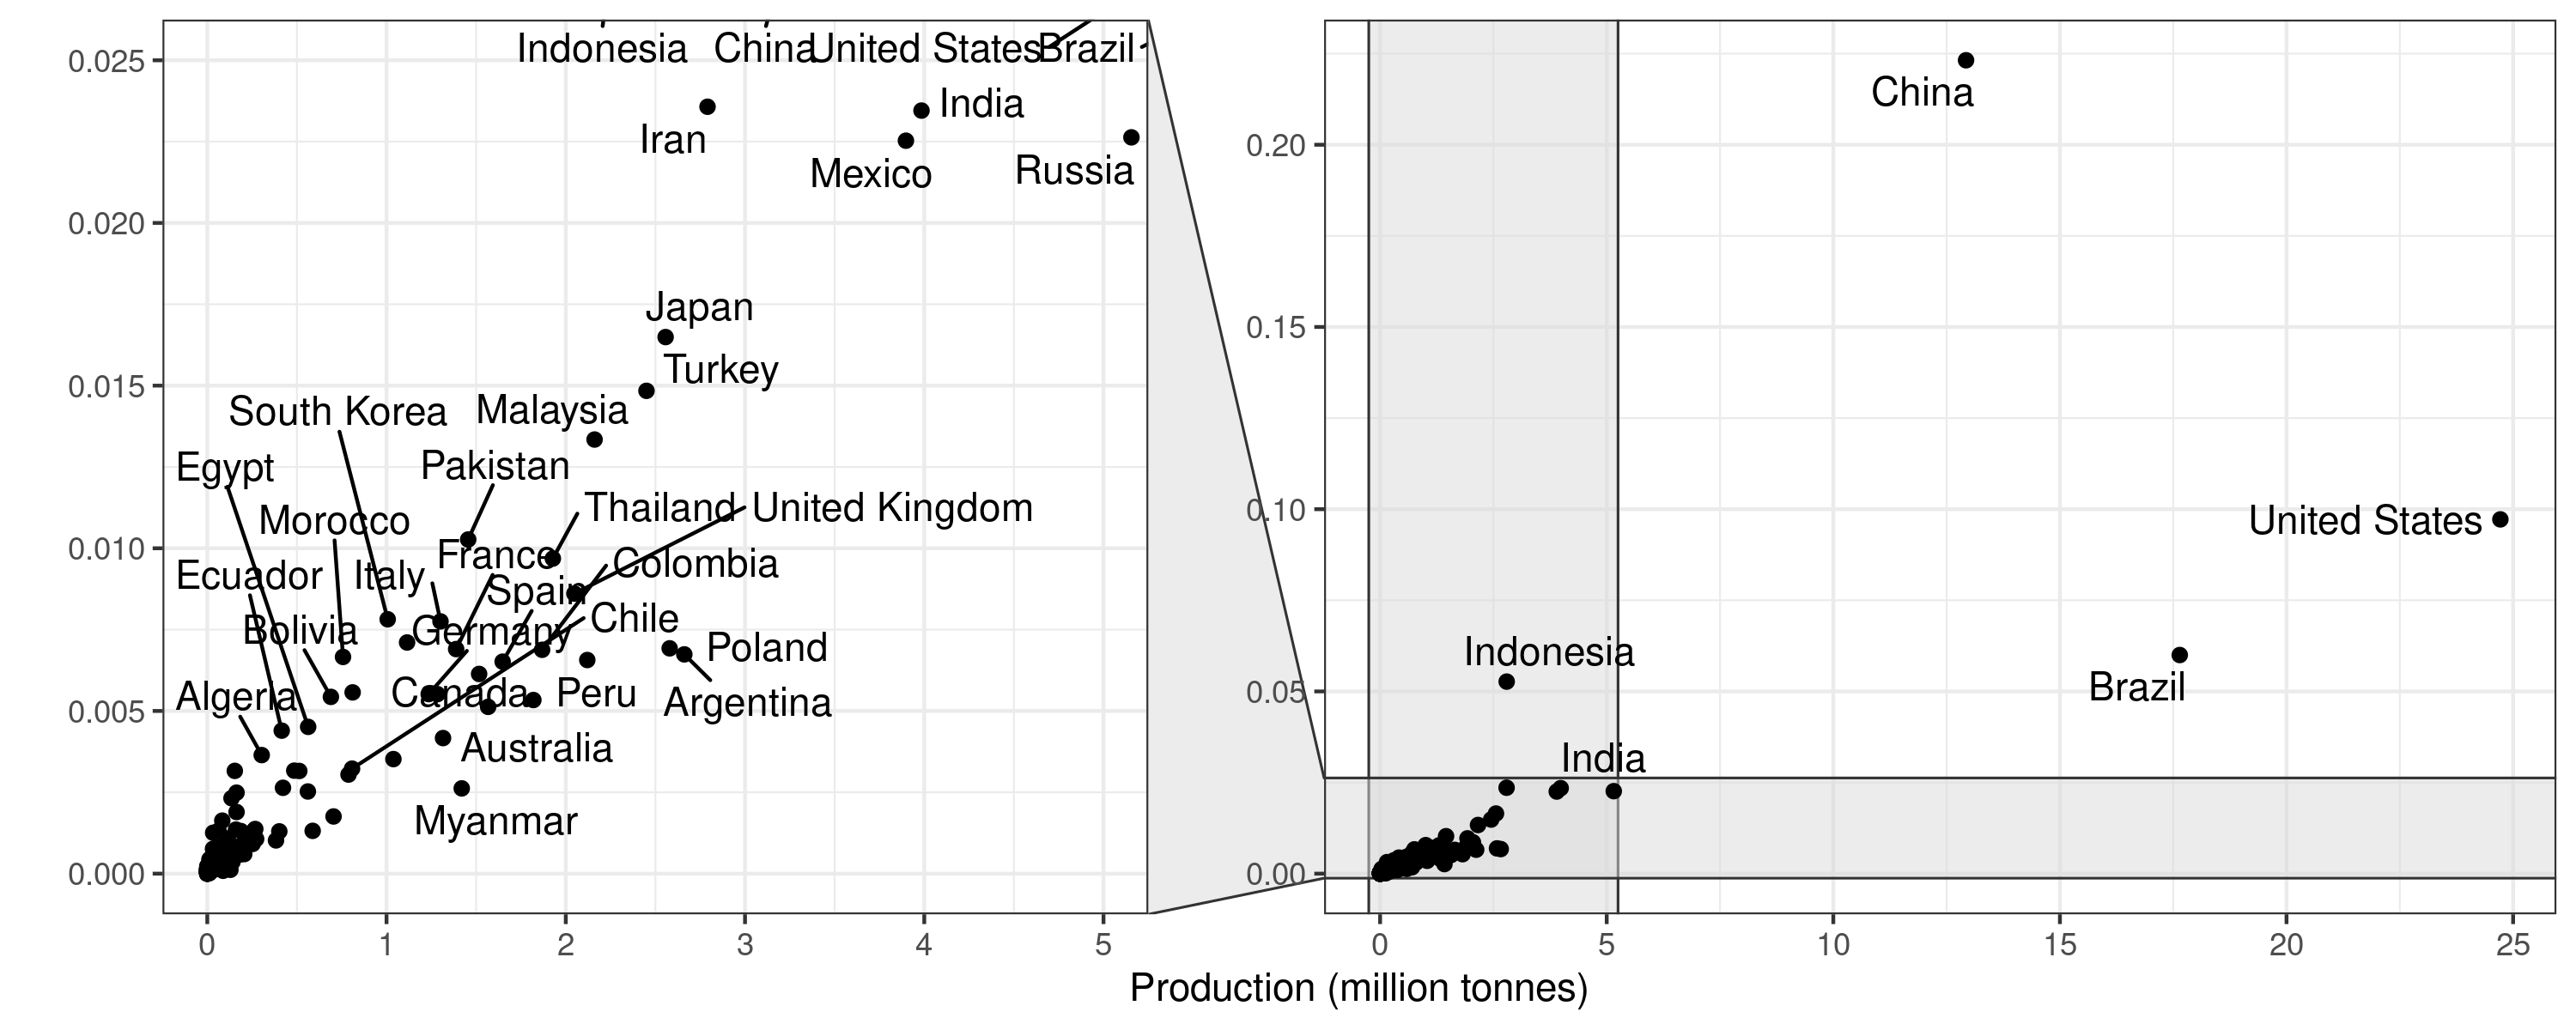 Indonesia China United States Brazil
0.025
India
Iran
Mexico
Russia
0.020
Japan
Turkey
0.015
South Korea
Malaysia
Egypt
Pakistan
Morocco
Thailand United Kingdom
0.010
France
Colombia
Ecuador
Italy
Spain
Chile
Bolivia
Germany
Poland
Algeria
Canada
Peru
Argentina
0.005
Australia
Myanmar
0.000
0 1 2 3 4 5
China
0.20
0.15
0.10
United States
Indonesia
0.05
Brazil
India
0.00
0 5 10 15 20 25
Production (million tonnes)